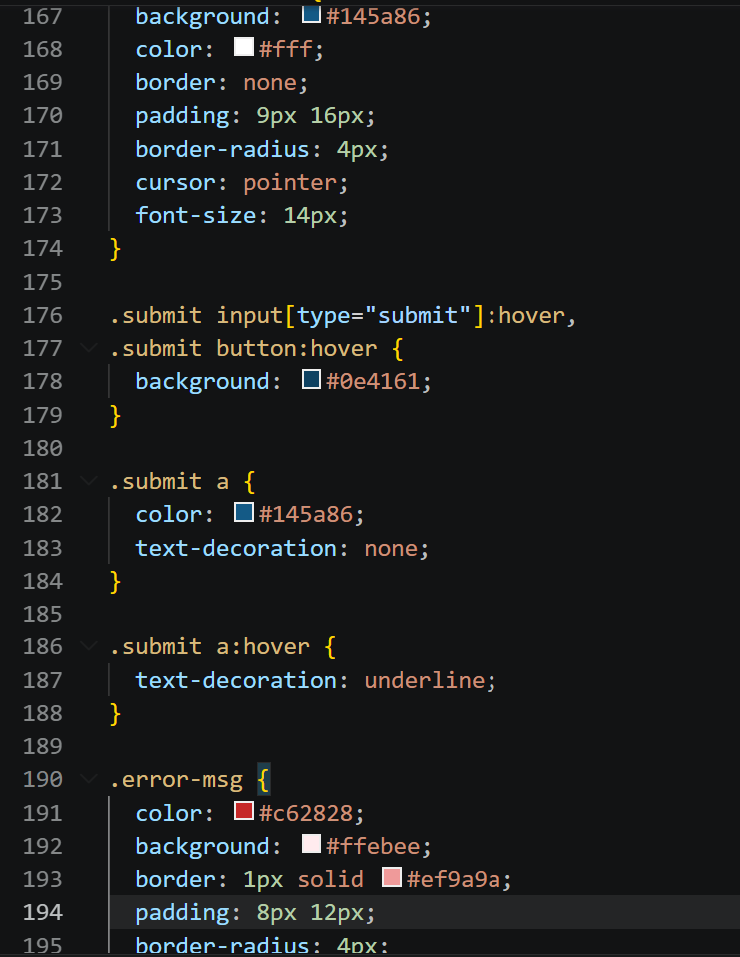 167 background: #145a86;
168 color: #fff;
169 border: none;
170 padding: 9px 16px;
171 border-radius: 4px;
172 cursor: pointer;
173 font-size: 14px;
174 }
175
176 .submit input[type="submit"]:hover,
177 .submit button:hover {
178 background: #0e4161;
179 }
180
181 .submit a {
182 color: #145a86;
183 text-decoration: none;
184 }
185
186 .submit a:hover {
187 text-decoration: underline;
188 }
189
190 .error-msg {
191 color: #c62828;
192 background: #ffebee;
193 border: 1px solid #ef9a9a;
194 padding: 8px 12px;
195 border-radius: 4px;